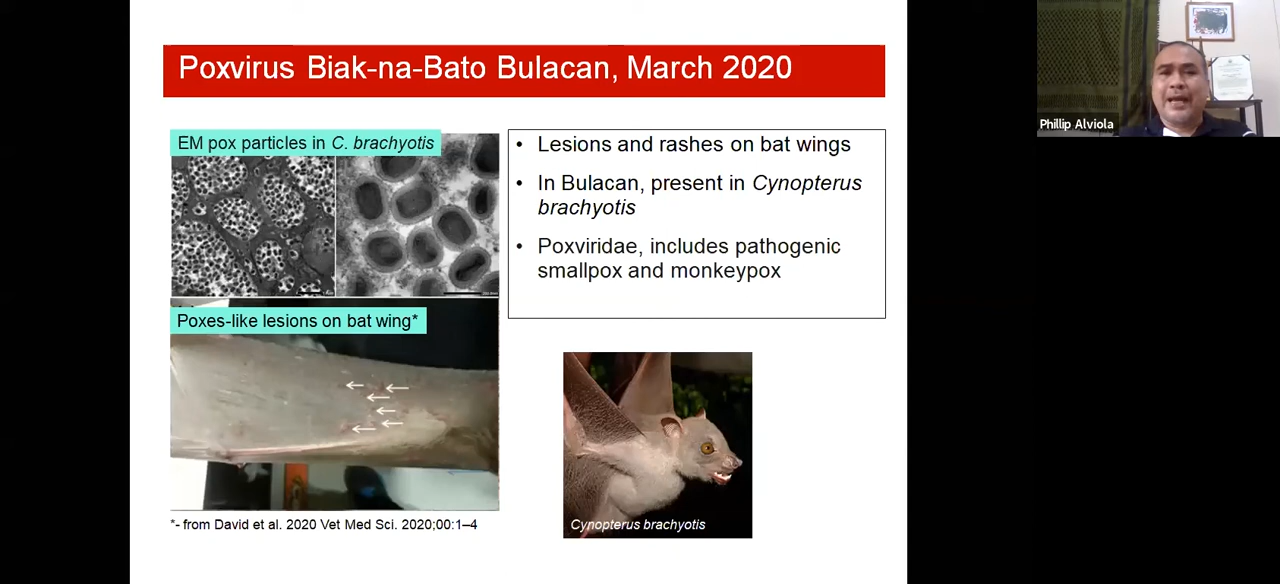 Poxvirus Biak-na-Bato Bulacan, March 2020
EM pox particles in C. brachyotis
• Lesions and rashes on bat wings
• In Bulacan, present in Cynopterus
brachyotis
• Poxviridae, includes pathogenic
smallpox and monkeypox
Poxes-like lesions on bat wing*
*- from David et al. 2020 Vet Med Sci. 2020;00:1–4
Cynopterus brachyotis
Phillip Alviola